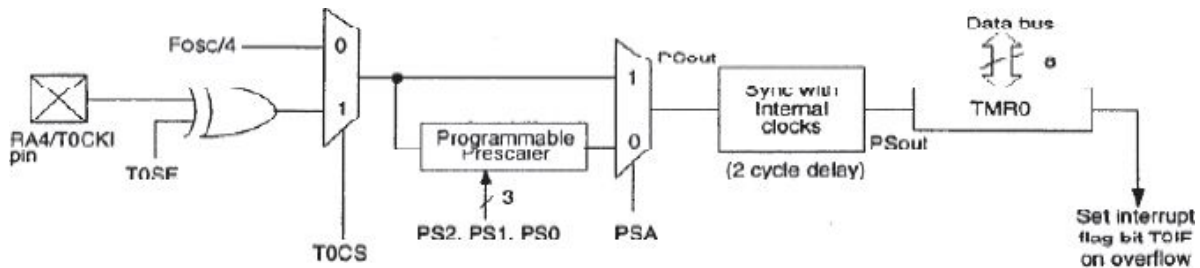 Fosc/4
0
1
RA4/T0CKI
pin
T0SE
T0CS
Programmable
Prescaler
3
PS2, PS1, PS0
1
0
PSA
PSout
Sync with
Internal
clocks
(2 cycle delay)
PSout
Data bus
8
TMR0
Set interrupt
flag bit T0IF
on overflow